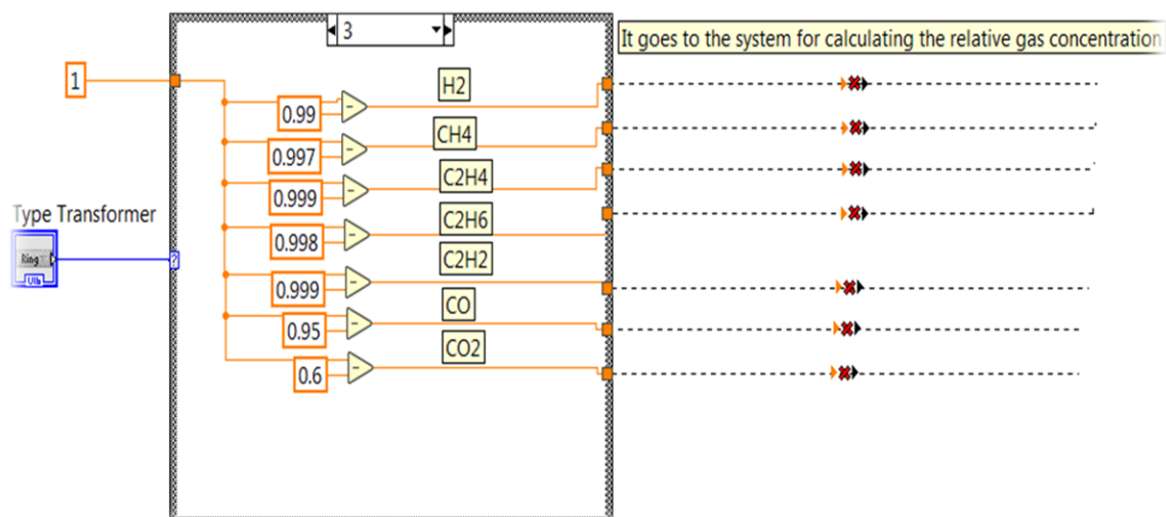 3
It goes to the system for calculating the relative gas concentration
1
H2
0.99
CH4
0.997
C2H4
0.999
Type Transformer
C2H6
0.998
Ring
U16
?
C2H2
0.999
CO
0.95
CO2
0.6